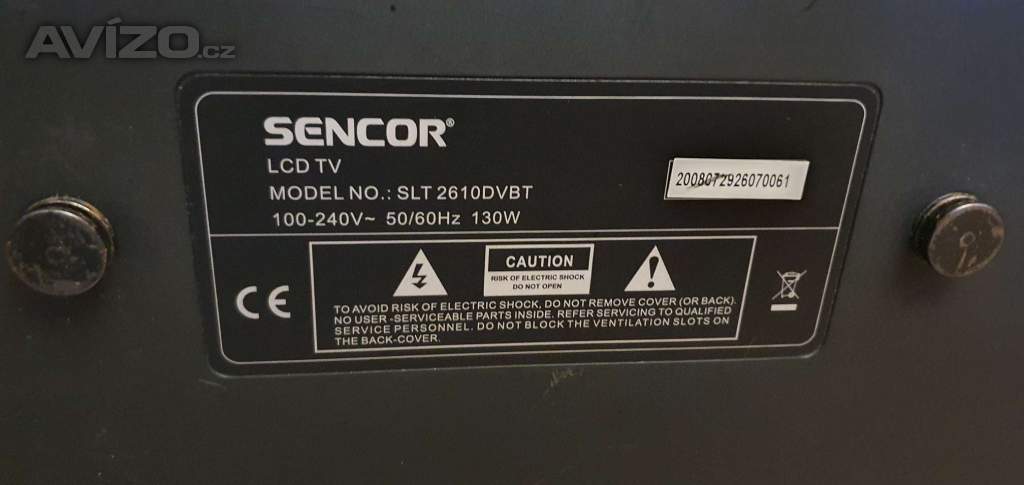 AVÍZO.cz
SENCOR®
LCD TV
MODEL NO.: SLT 2610DVBT
100-240V~ 50/60Hz 130W
2008072926070061
CE
CAUTION
RISK OF ELECTRIC SHOCK
DO NOT OPEN
TO AVOID RISK OF ELECTRIC SHOCK, DO NOT REMOVE COVER (OR BACK).
NO USER -SERVICEABLE PARTS INSIDE. REFER SERVICING TO QUALIFIED
SERVICE PERSONNEL. DO NOT BLOCK THE VENTILATION SLOTS ON
THE BACK-COVER.